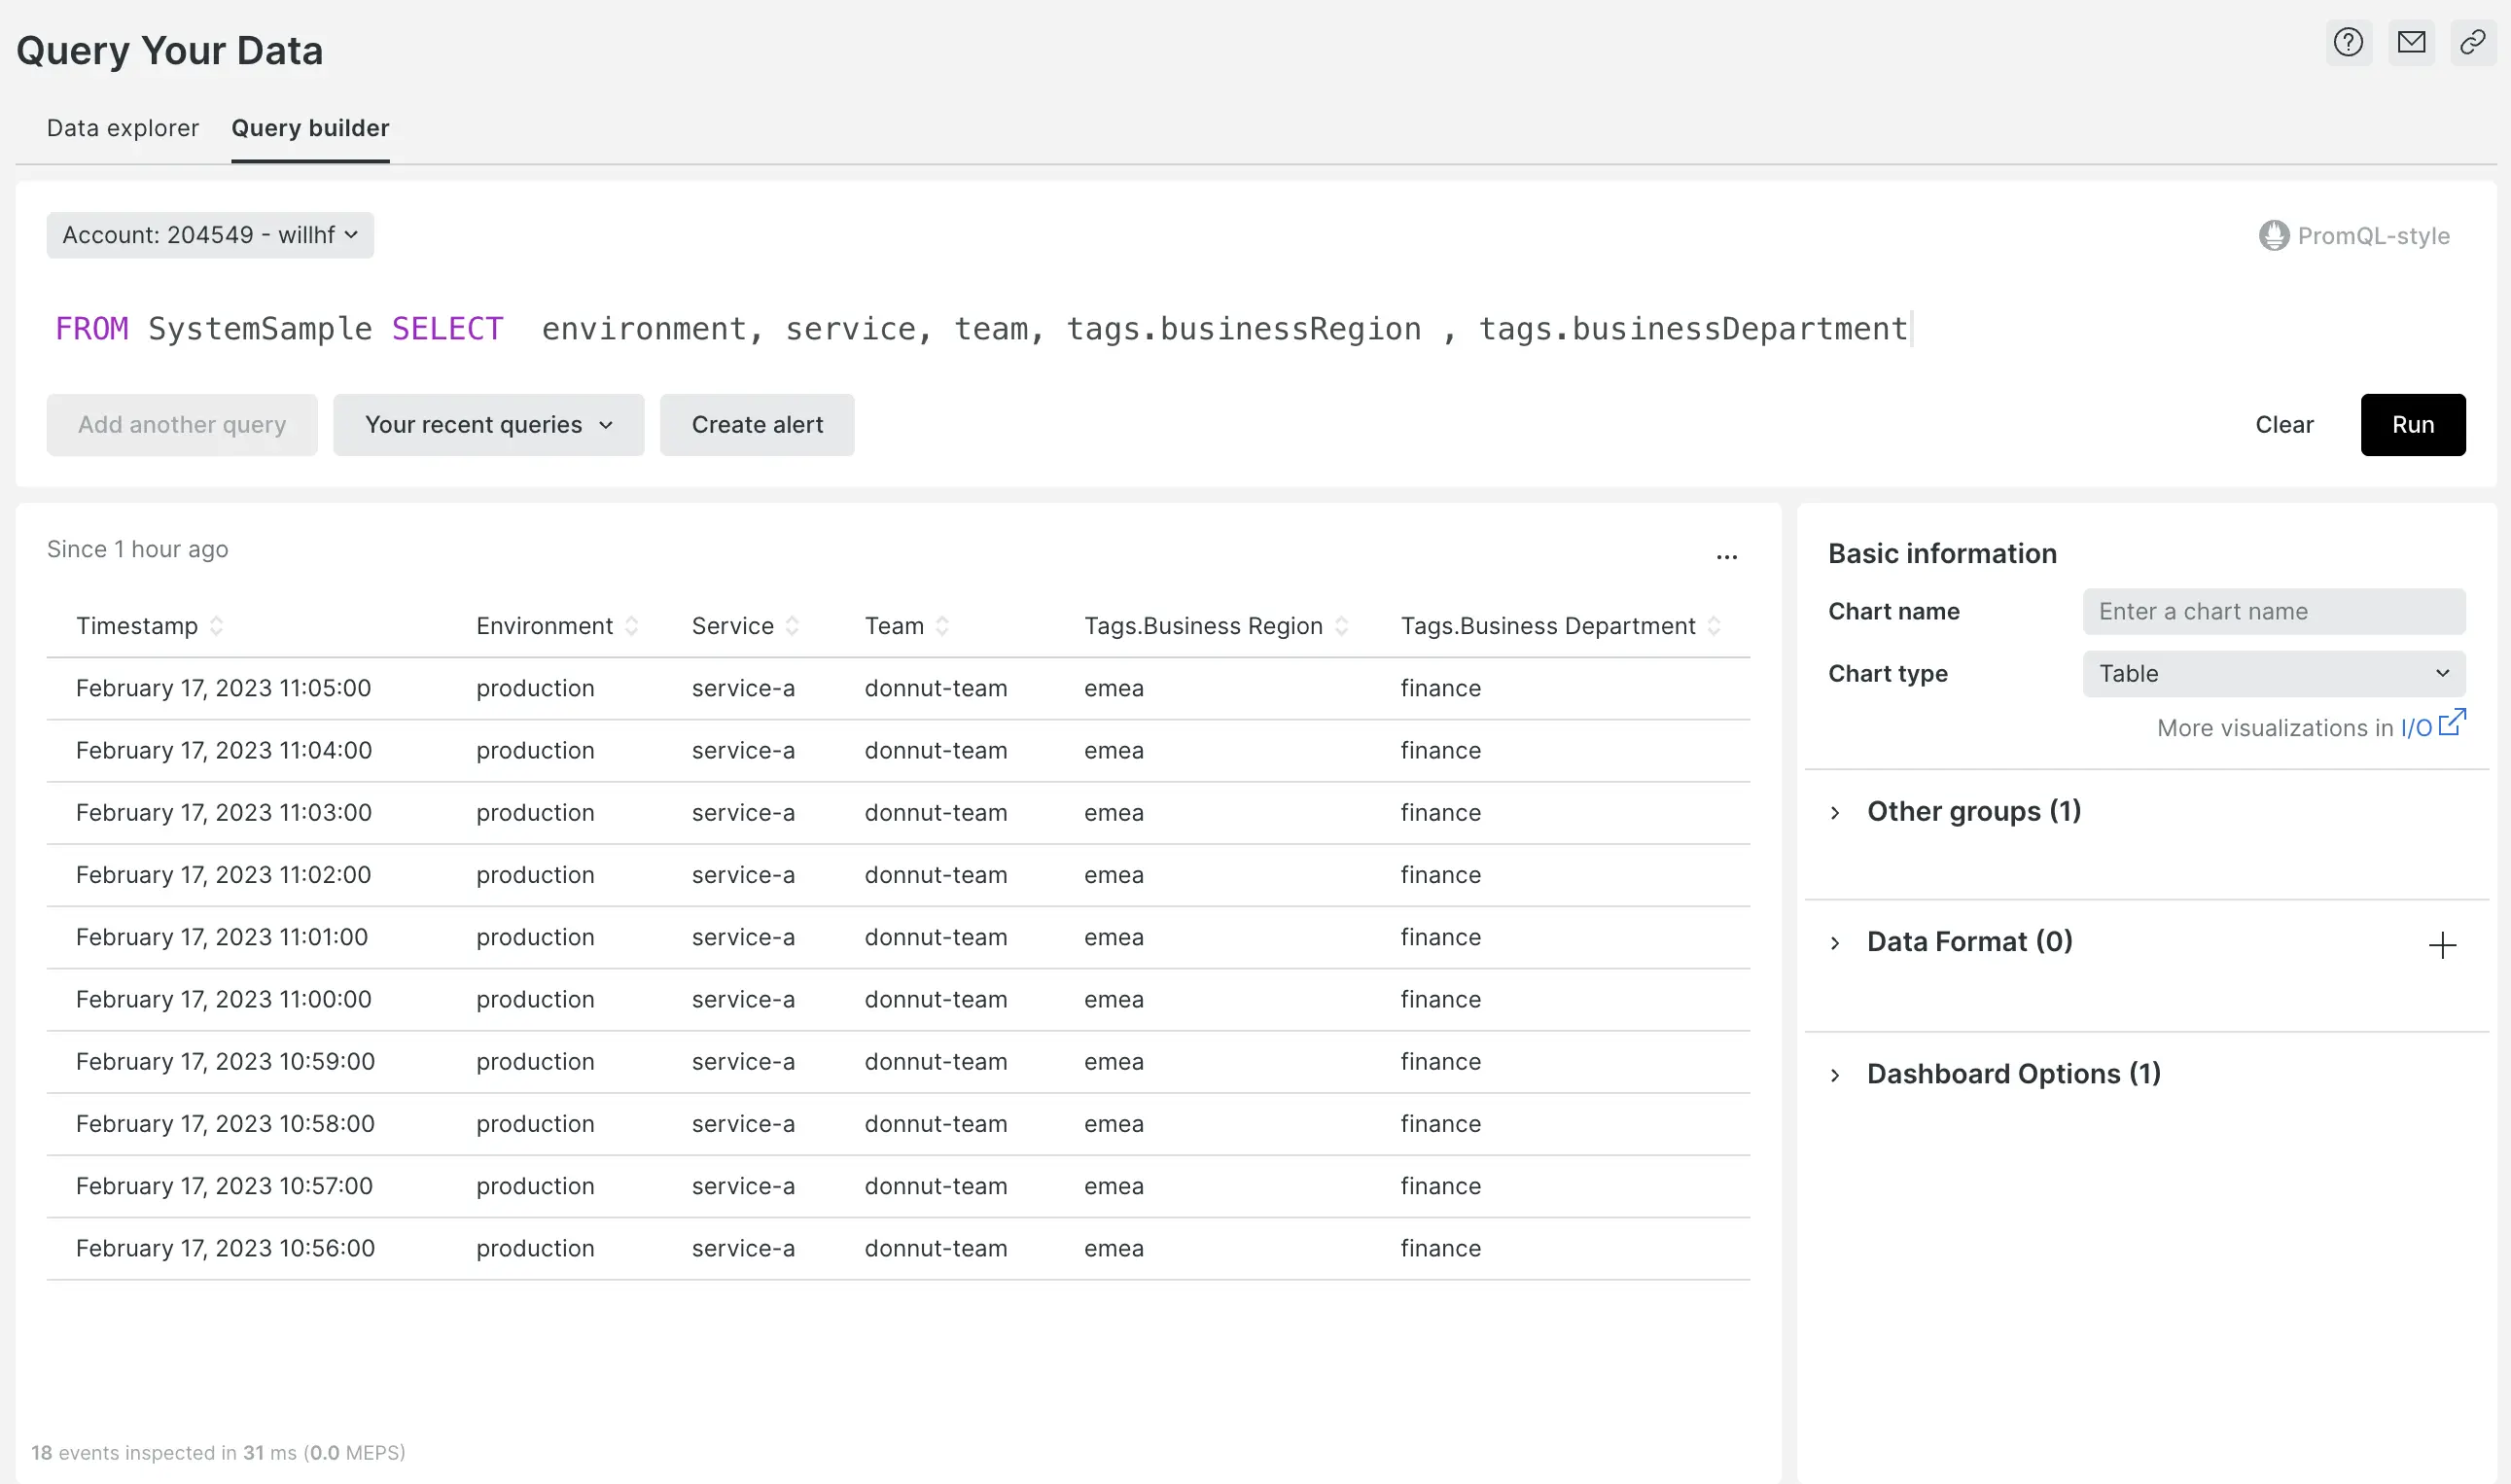 Query Your Data
Data explorer Query builder
Account: 204549 - willhf
PromQL-style
FROM SystemSample SELECT  environment, service, team, tags.businessRegion , tags.businessDepartment
Add another query Your recent queries Create alert Clear Run
Since 1 hour ago
...
Timestamp Environment Service Team Tags.Business Region Tags.Business Department
February 17, 2023 11:05:00 production service-a donnut-team emea finance
February 17, 2023 11:04:00 production service-a donnut-team emea finance
February 17, 2023 11:03:00 production service-a donnut-team emea finance
February 17, 2023 11:02:00 production service-a donnut-team emea finance
February 17, 2023 11:01:00 production service-a donnut-team emea finance
February 17, 2023 11:00:00 production service-a donnut-team emea finance
February 17, 2023 10:59:00 production service-a donnut-team emea finance
February 17, 2023 10:58:00 production service-a donnut-team emea finance
February 17, 2023 10:57:00 production service-a donnut-team emea finance
February 17, 2023 10:56:00 production service-a donnut-team emea finance
18 events inspected in 31 ms (0.0 MEPS)
Basic information
Chart name Enter a chart name
Chart type Table
More visualizations in I/O
Other groups (1)
Data Format (0)
Dashboard Options (1)